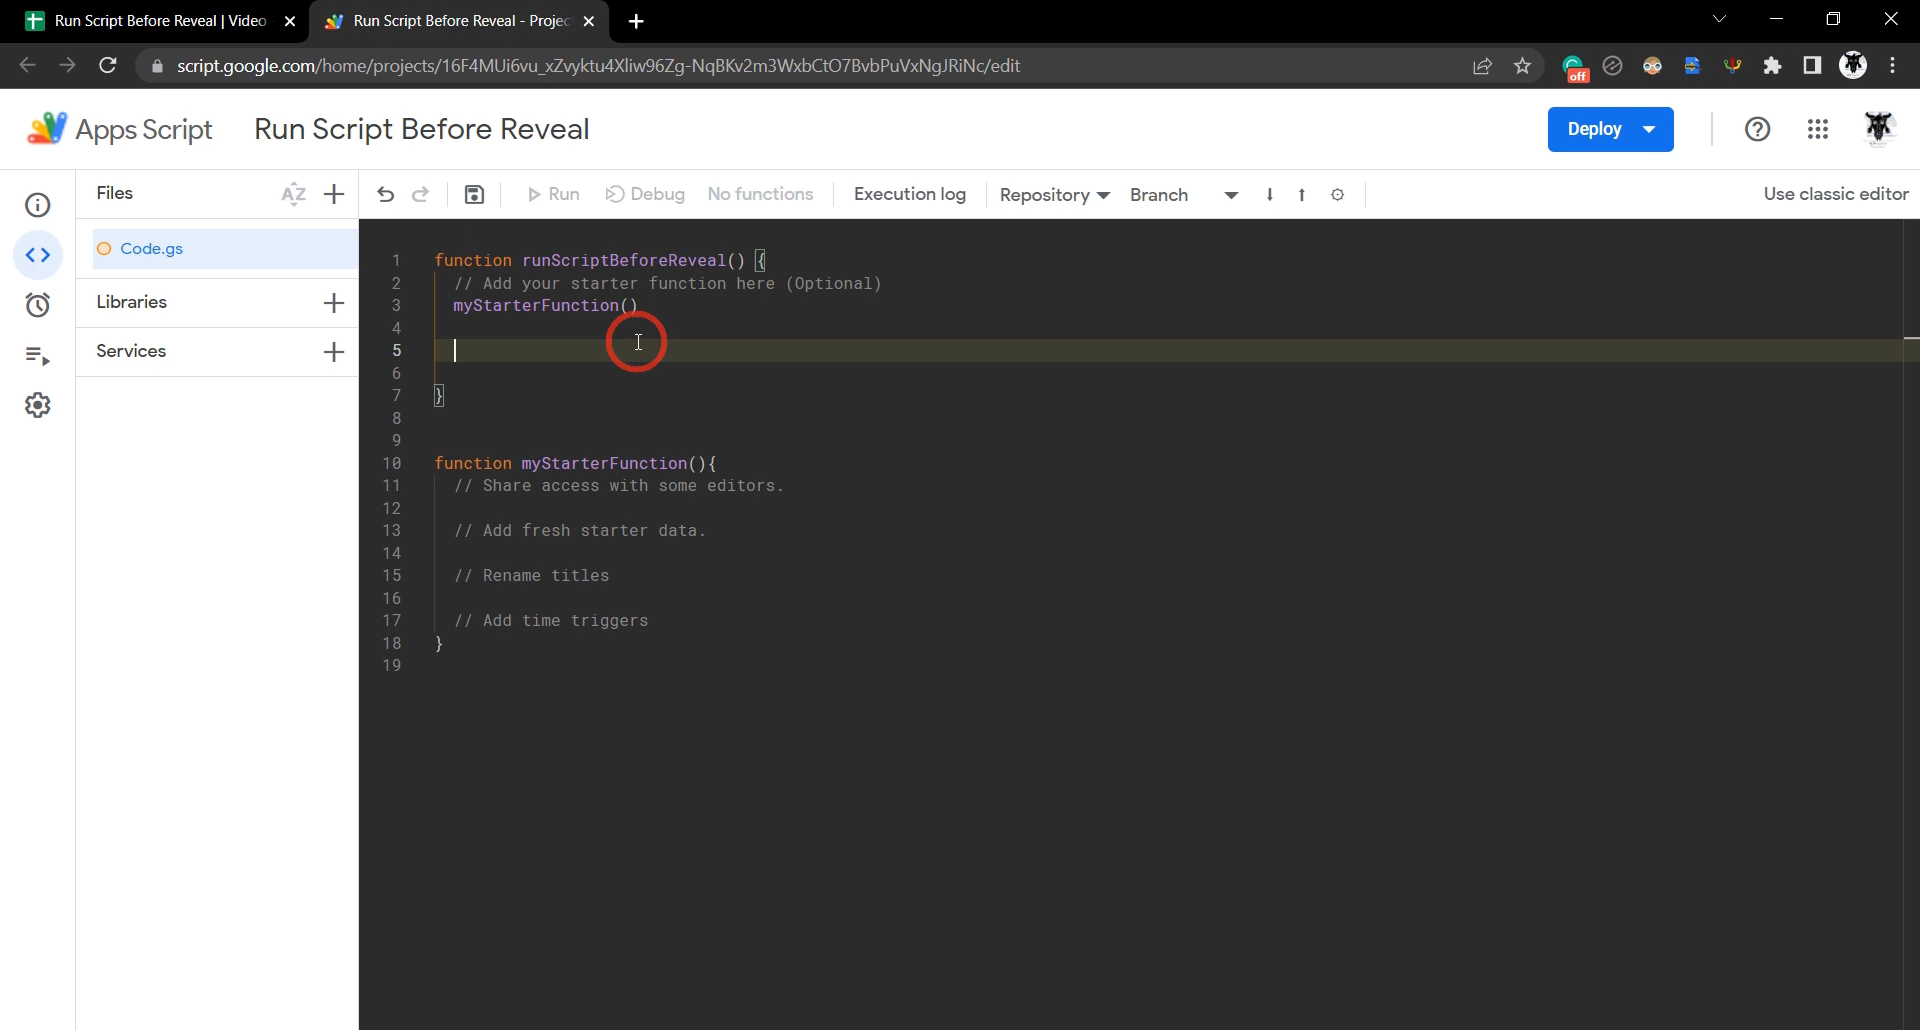 Run Script Before Reveal | Video
Run Script Before Reveal - Projec
script.google.com/home/projects/16F4MUi6vu_xZvyktu4Xliw96Zg-NqBKv2m3WxbCtO7BvbPuVxNgJRiNc/edit
off
Apps Script
Run Script Before Reveal
Deploy
Files
AZ
Run
Debug
No functions
Execution log
Repository
Branch
Use classic editor
Code.gs
Libraries
Services
1 function runScriptBeforeReveal() {
2 // Add your starter function here (Optional)
3 myStarterFunction()
4
5
6
7 }
8
9
10 function myStarterFunction(){
11 // Share access with some editors.
12
13 // Add fresh starter data.
14
15 // Rename titles
16
17 // Add time triggers
18 }
19